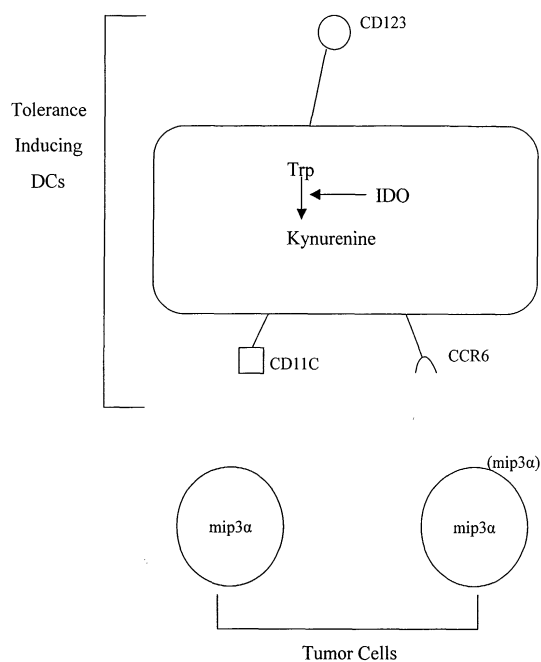 CD123
Tolerance
Inducing
DCs
Trp
IDO
Kynurenine
CD11C
CCR6
(mip3α)
mip3α
mip3α
Tumor Cells